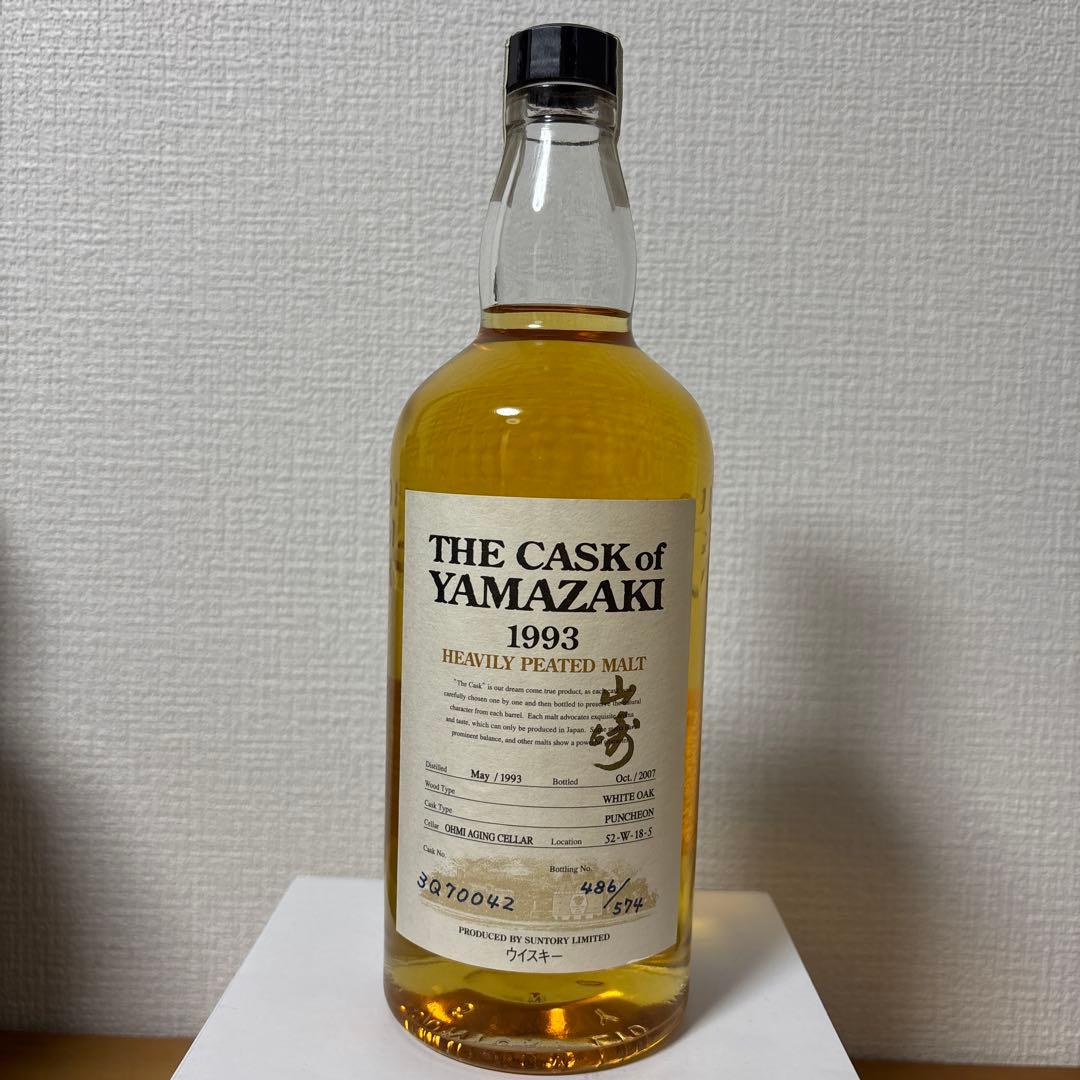 THE CASK of
YAMAZAKI
1993
HEAVILY PEATED MALT
"The Cask" is our dream come true product, as each
carefully chosen one by one and then bottled to preserve the
character from each barrel. Each malt advocates exquisite
and taste, which can only be produced in Japan.
prominent balance, and other malts show a
山崎
Distilled May / 1993 Bottled Oct. / 2007
Wood Type WHITE OAK
Cask Type PUNCHEON
Cellar OHMI AGING CELLAR Location 52-W-18-5
Cask No. Bottling No.
3Q70042 486/574
PRODUCED BY SUNTORY LIMITED
ウイスキー